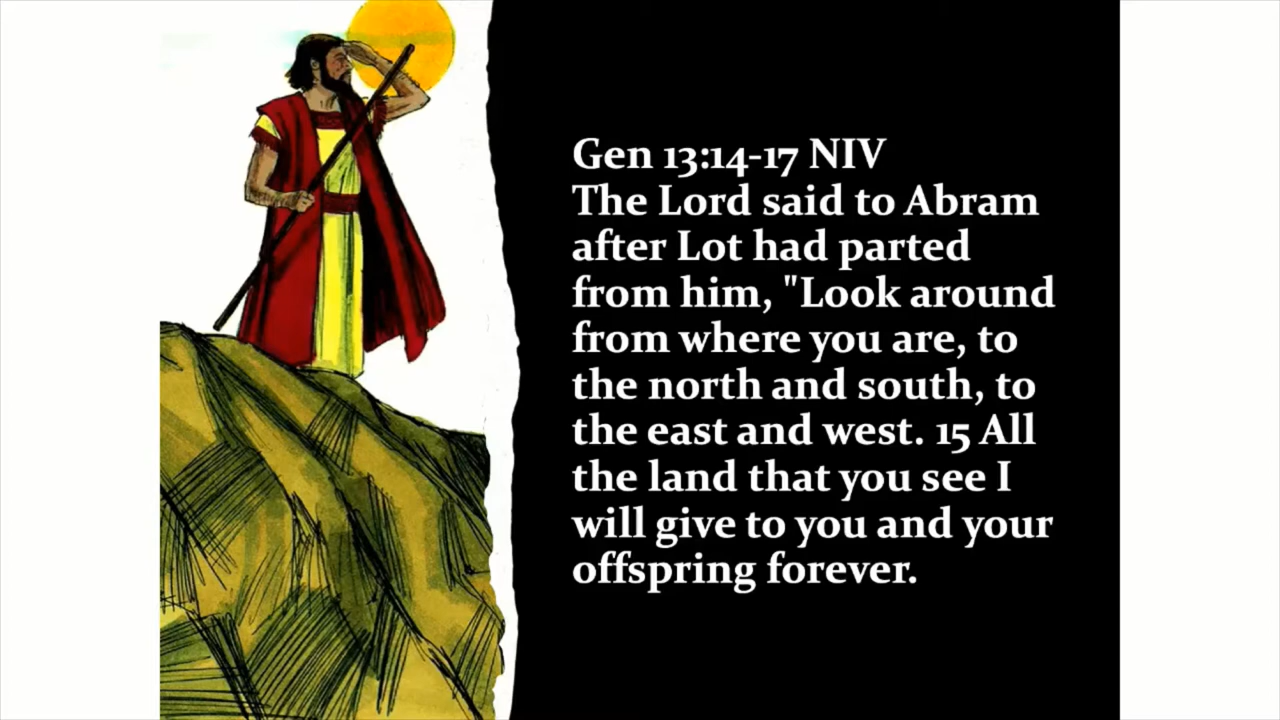 Gen 13:14-17 NIV
The Lord said to Abram
after Lot had parted
from him, "Look around
from where you are, to
the north and south, to
the east and west. 15 All
the land that you see I
will give to you and your
offspring forever.